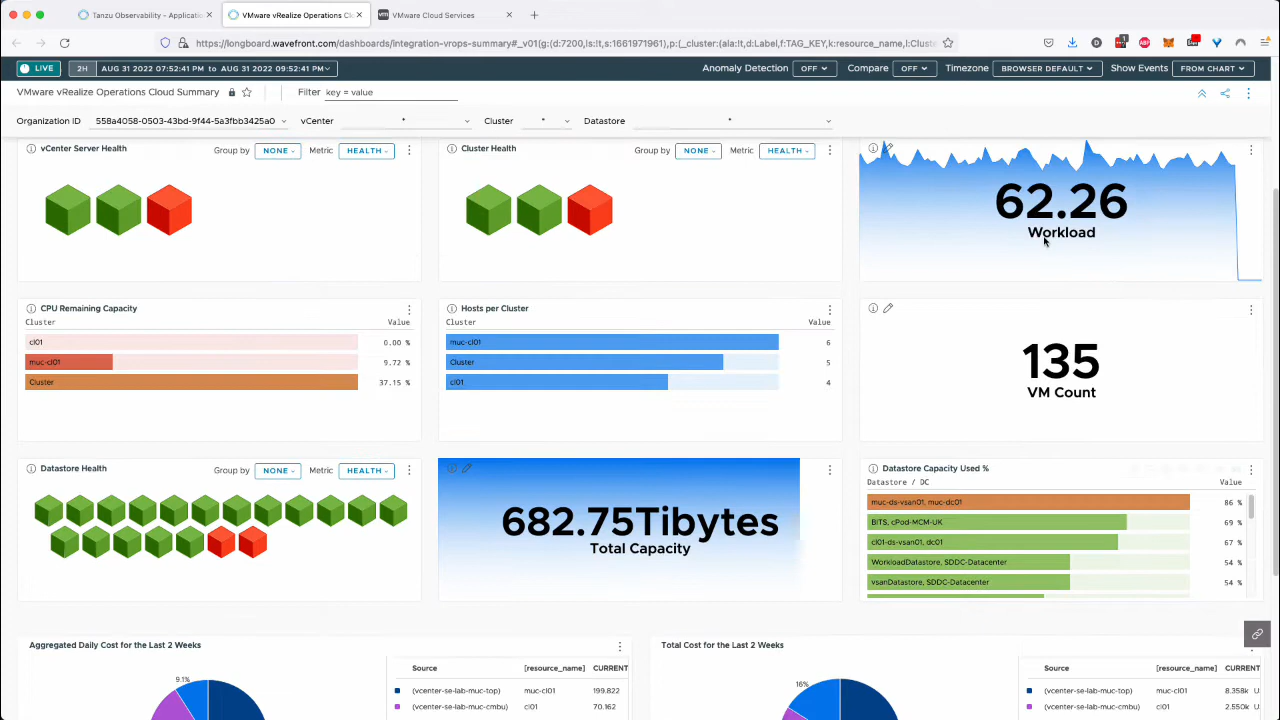 Tanzu Observability - Applicatio
VMware vRealize Operations Clo
VMware Cloud Services
https://longboard.wavefront.com/dashboards/integration-vrops-summary#_v01(g:(d:7200,ls:!t,s:1661971961),p:(_cluster:(ala:!t,d:Label,f:TAG_KEY,k:resource_name,l:Cluster
LIVE
2H
AUG 31 2022 07:52:41 PM to AUG 31 2022 09:52:41 PM
Anomaly Detection
OFF
Compare
OFF
Timezone
BROWSER DEFAULT
Show Events
FROM CHART
VMware vRealize Operations Cloud Summary
Filter
key = value
Organization ID
558a4058-0503-43bd-9f44-5a3fbb3425a0
vCenter
*
Cluster
*
Datastore
*
vCenter Server Health
Group by
NONE
Metric
HEALTH
Cluster Health
Group by
NONE
Metric
HEALTH
62.26
Workload
CPU Remaining Capacity
Cluster
Value
cl01
0.00 %
muc-cl01
9.72 %
Cluster
37.15 %
Hosts per Cluster
Cluster
Value
muc-cl01
6
Cluster
5
cl01
4
135
VM Count
Datastore Health
Group by
NONE
Metric
HEALTH
682.75Tibytes
Total Capacity
Datastore Capacity Used %
Datastore / DC
Value
muc-ds-vsan01, muc-dc01
86 %
BITS, cPod-MCM-UK
69 %
cl01-ds-vsan01, dc01
67 %
WorkloadDatastore, SDDC-Datacenter
54 %
vsanDatastore, SDDC-Datacenter
54 %
Aggregated Daily Cost for the Last 2 Weeks
9.1%
Source
[resource_name]
CURRENT
(vcenter-se-lab-muc-top)
muc-cl01
199.822
(vcenter-se-lab-muc-cmbu)
cl01
70.162
Total Cost for the Last 2 Weeks
16%
Source
[resource_name]
CURRENT
(vcenter-se-lab-muc-top)
muc-cl01
8.358k U
(vcenter-se-lab-muc-cmbu)
cl01
2.550k U